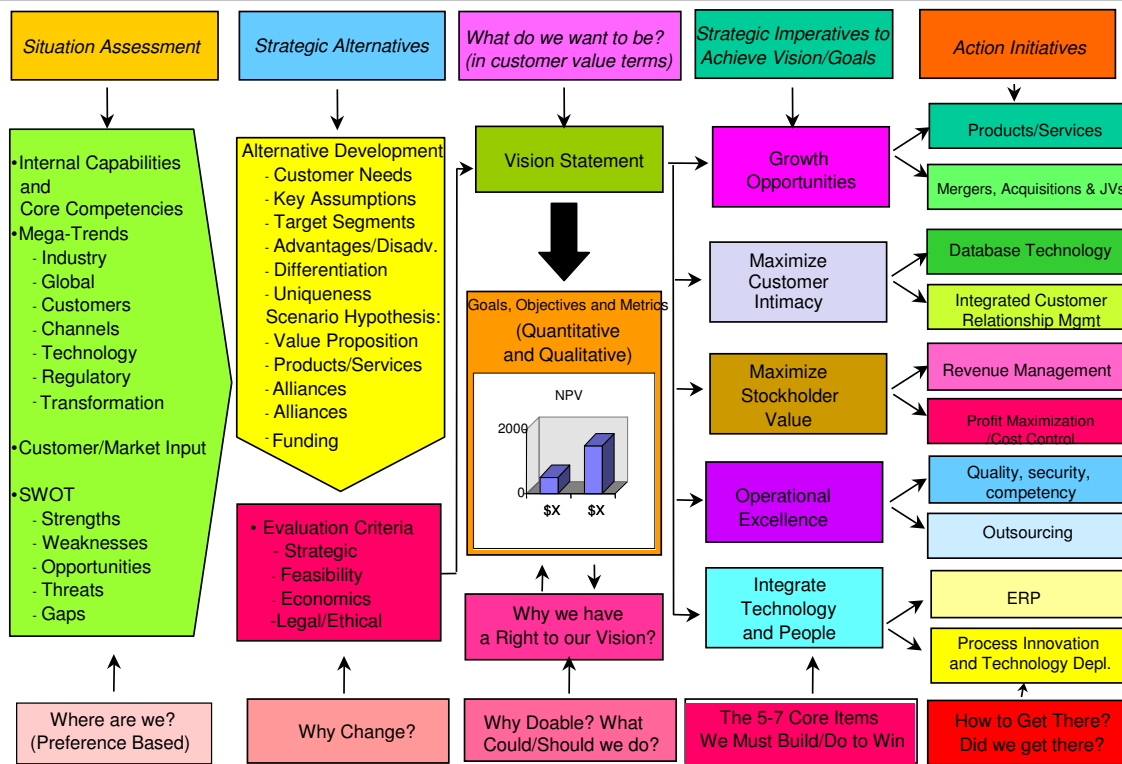 Situation Assessment
Strategic Alternatives
What do we want to be?
(in customer value terms)
Strategic Imperatives to
Achieve Vision/Goals
Action Initiatives
•Internal Capabilities
and
Core Competencies
•Mega-Trends
- Industry
- Global
- Customers
- Channels
- Technology
- Regulatory
- Transformation
•Customer/Market Input
•SWOT
- Strengths
- Weaknesses
- Opportunities
- Threats
- Gaps
Where are we?
(Preference Based)
Alternative Development
- Customer Needs
- Key Assumptions
- Target Segments
- Advantages/Disadv.
- Differentiation
- Uniqueness
Scenario Hypothesis:
- Value Proposition
- Products/Services
- Alliances
- Alliances
- Funding
• Evaluation Criteria
- Strategic
- Feasibility
- Economics
-Legal/Ethical
Why Change?
Vision Statement
Goals, Objectives and Metrics
(Quantitative
and Qualitative)
NPV
2000
0
$X $X
Why we have
a Right to our Vision?
Why Doable? What
Could/Should we do?
Growth
Opportunities
Maximize
Customer
Intimacy
Maximize
Stockholder
Value
Operational
Excellence
Integrate
Technology
and People
The 5-7 Core Items
We Must Build/Do to Win
Products/Services
Mergers, Acquisitions & JVs
Database Technology
Integrated Customer
Relationship Mgmt
Revenue Management
Profit Maximization
/Cost Control
Quality, security,
competency
Outsourcing
ERP
Process Innovation
and Technology Depl.
How to Get There?
Did we get there?